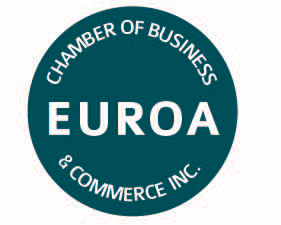 CHAMBER OF BUSINESS
EUROA
& COMMERCE INC.